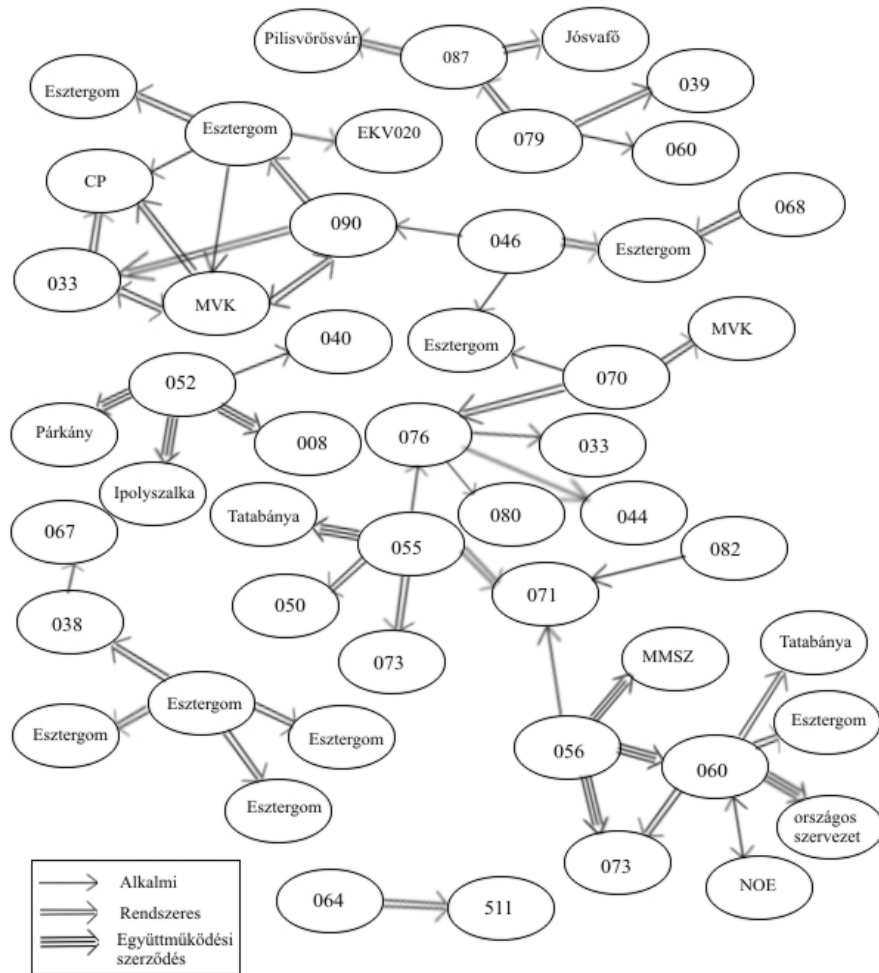 Pilisvörösvár
087
Jósvafő
Esztergom
039
Esztergom
EKV020
079
060
CP
090
046
068
Esztergom
033
MVK
040
Esztergom
MVK
052
070
Párkány
008
076
033
Ipolyszalka
067
Tatabánya
080
044
055
082
050
071
038
073
MMSZ
Tatabánya
Esztergom
Esztergom
Esztergom
Esztergom
056
060
Esztergom
országos
szervezet
073
NOE
064
511
Alkalmi
Rendszeres
Együttműködési
szerződés